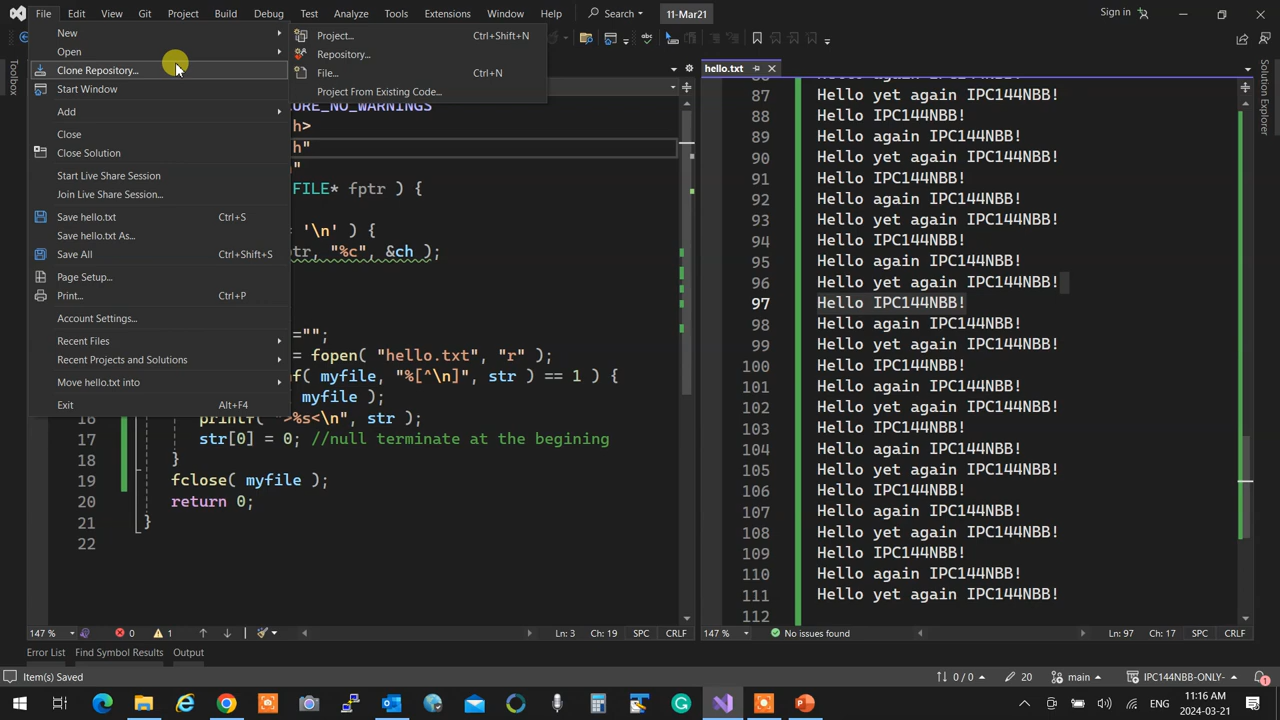 File Edit View Git Project Build Debug Test Analyze Tools Extensions Window Help Search 11-Mar21 Sign in
New
Open
Clone Repository...
Start Window
Add
Close
Close Solution
Start Live Share Session
Join Live Share Session...
Save hello.txt Ctrl+S
Save hello.txt As...
Save All Ctrl+Shift+S
Page Setup...
Print... Ctrl+P
Account Settings...
Recent Files
Recent Projects and Solutions
Move hello.txt into
Exit Alt+F4
Project... Ctrl+Shift+N
Repository...
File... Ctrl+N
Project From Existing Code...
Toolbox
URE_NO_WARNINGS
h>
h"
"
FILE* fptr ) {
'\n' ) {
tr, "%c", &ch );
="";
= fopen( "hello.txt", "r" );
f( myfile, "%[^\n]", str ) == 1 ) {
myfile );
16 printf( ">%s<\n", str );
17 str[0] = 0; //null terminate at the begining
18 }
19 fclose( myfile );
20 return 0;
21 }
22
147 % 0 1 Ln: 3 Ch: 19 SPC CRLF
hello.txt
87 Hello yet again IPC144NBB!
88 Hello IPC144NBB!
89 Hello again IPC144NBB!
90 Hello yet again IPC144NBB!
91 Hello IPC144NBB!
92 Hello again IPC144NBB!
93 Hello yet again IPC144NBB!
94 Hello IPC144NBB!
95 Hello again IPC144NBB!
96 Hello yet again IPC144NBB!
97 Hello IPC144NBB!
98 Hello again IPC144NBB!
99 Hello yet again IPC144NBB!
100 Hello IPC144NBB!
101 Hello again IPC144NBB!
102 Hello yet again IPC144NBB!
103 Hello IPC144NBB!
104 Hello again IPC144NBB!
105 Hello yet again IPC144NBB!
106 Hello IPC144NBB!
107 Hello again IPC144NBB!
108 Hello yet again IPC144NBB!
109 Hello IPC144NBB!
110 Hello again IPC144NBB!
111 Hello yet again IPC144NBB!
112
147 % No issues found Ln: 97 Ch: 17 SPC CRLF
Solution Explorer
Error List Find Symbol Results Output
Item(s) Saved 0 / 0 20 main IPC144NBB-ONLY- 1
ENG 11:16 AM
2024-03-21